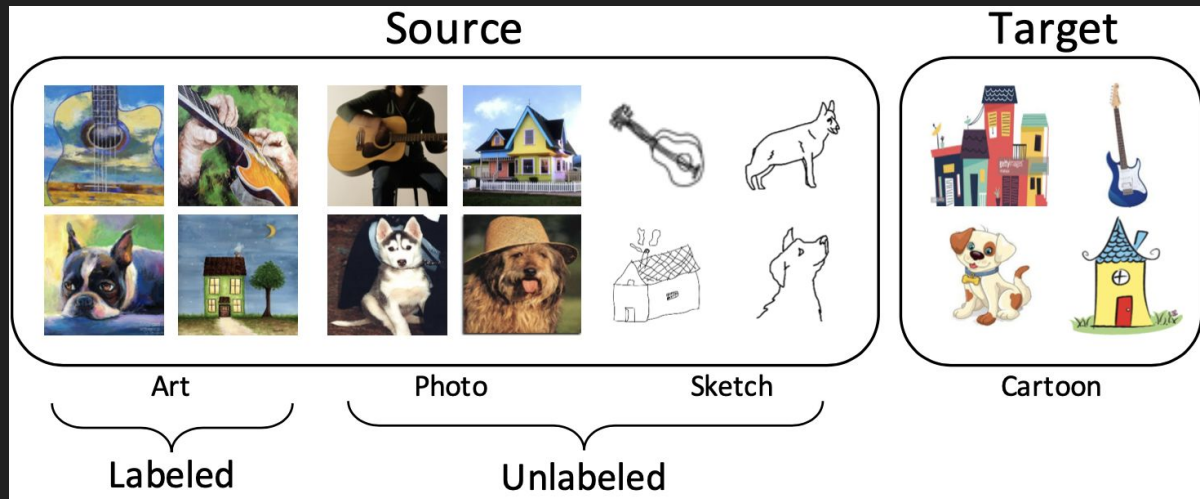 Source
Target
Art
Photo
Sketch
Cartoon
Labeled
Unlabeled